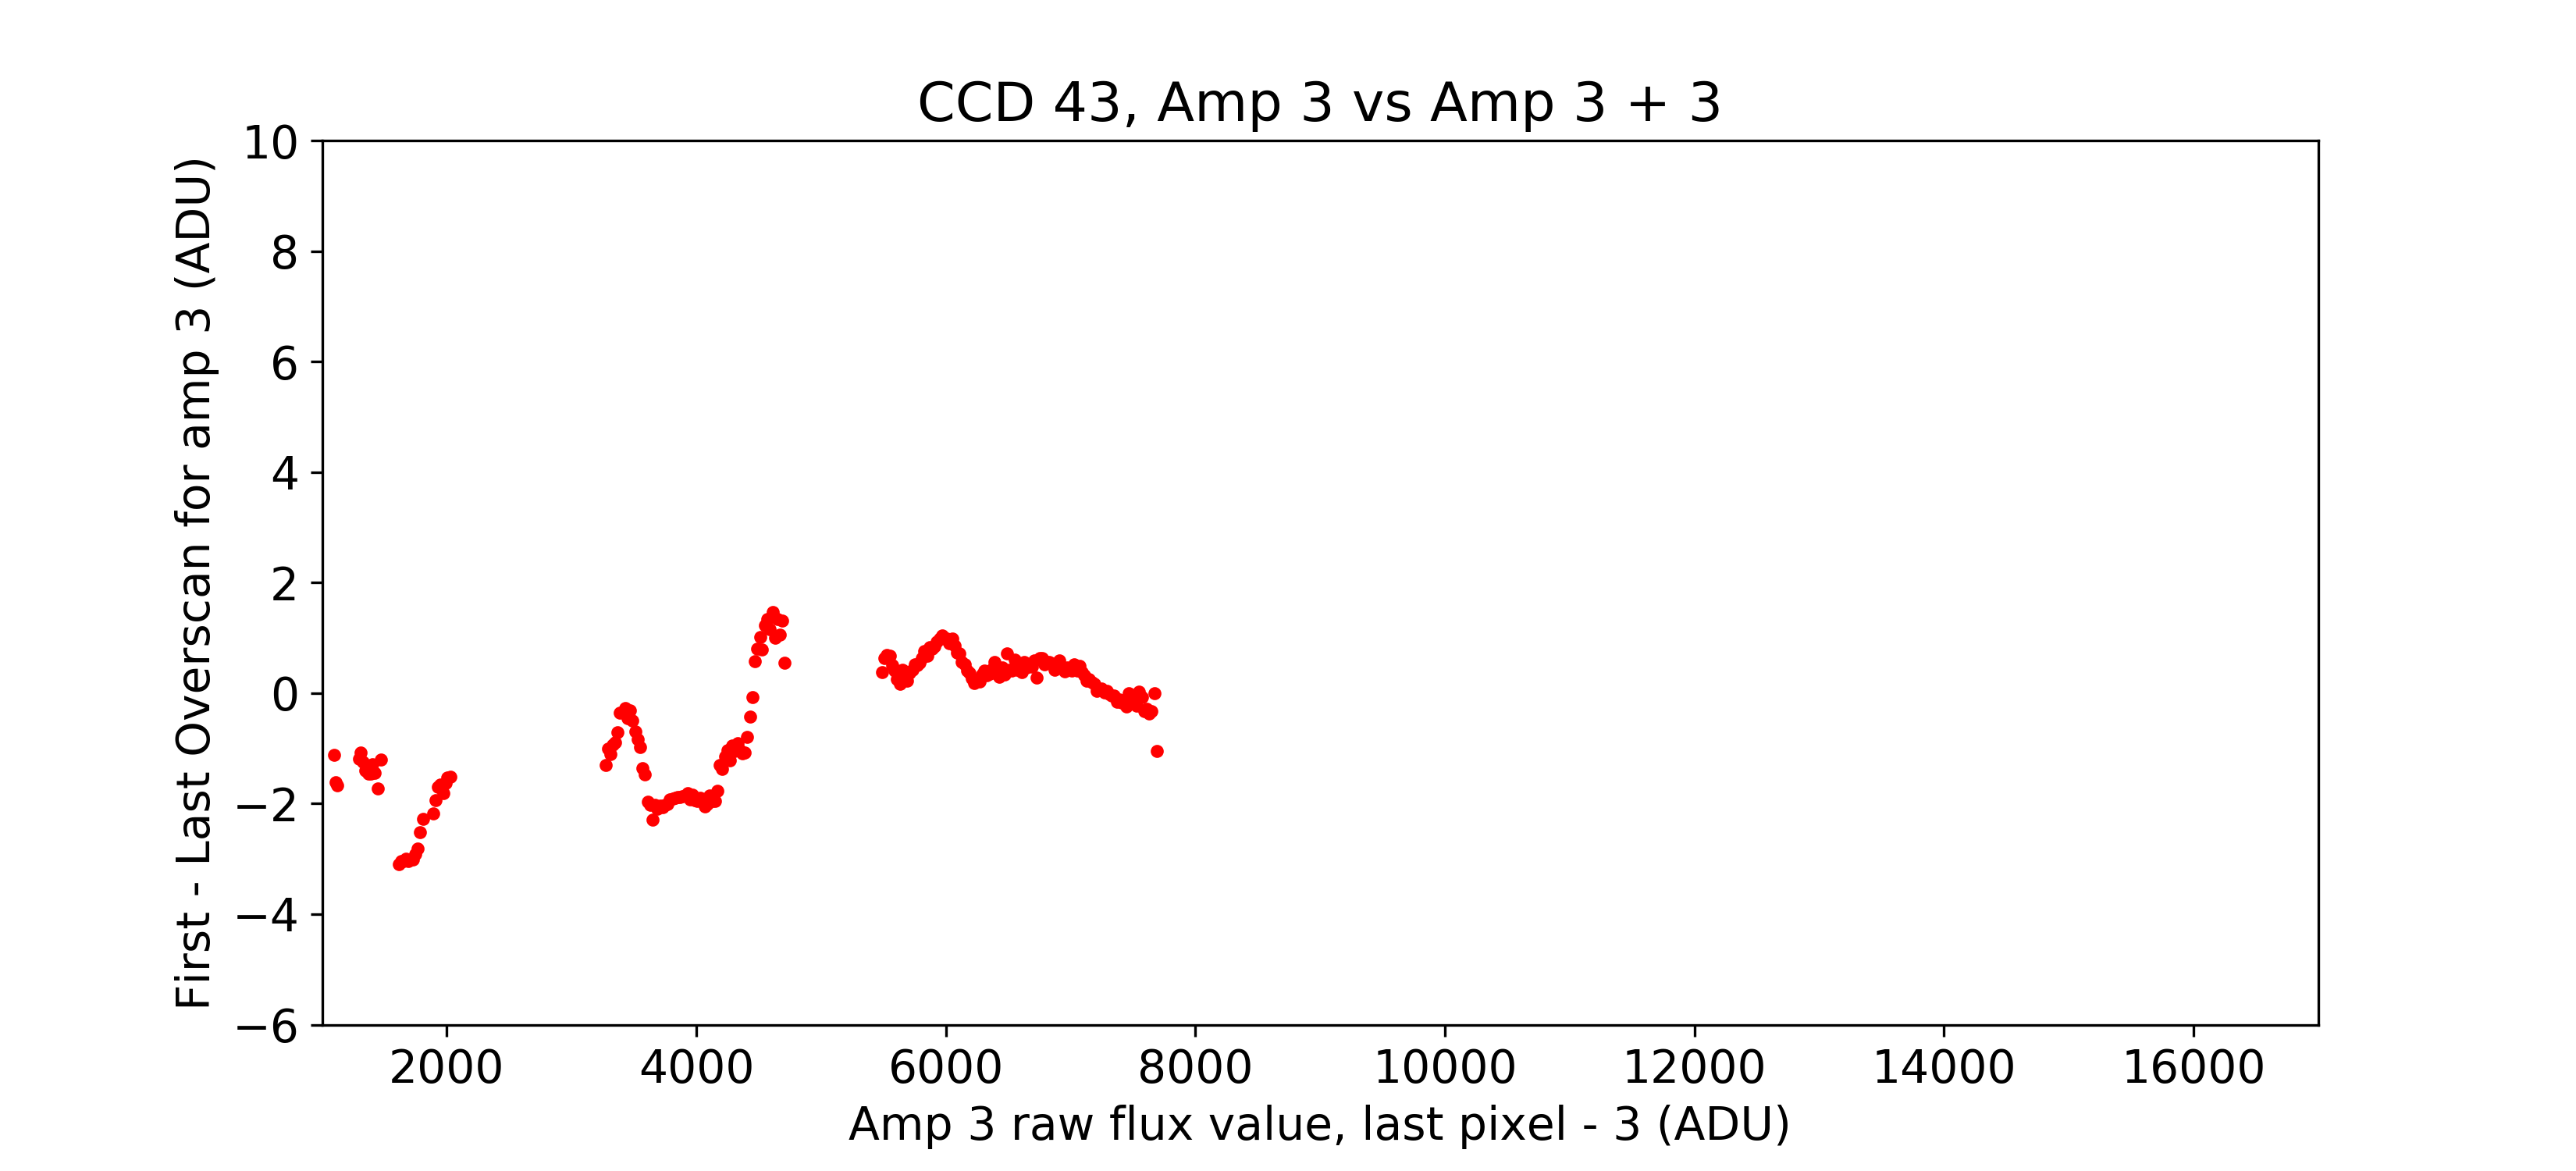 CCD 43, Amp 3 vs Amp 3 + 3
First - Last Overscan for amp 3 (ADU)
10
8
6
4
2
0
−2
−4
−6
2000 4000 6000 8000 10000 12000 14000 16000
Amp 3 raw flux value, last pixel - 3 (ADU)